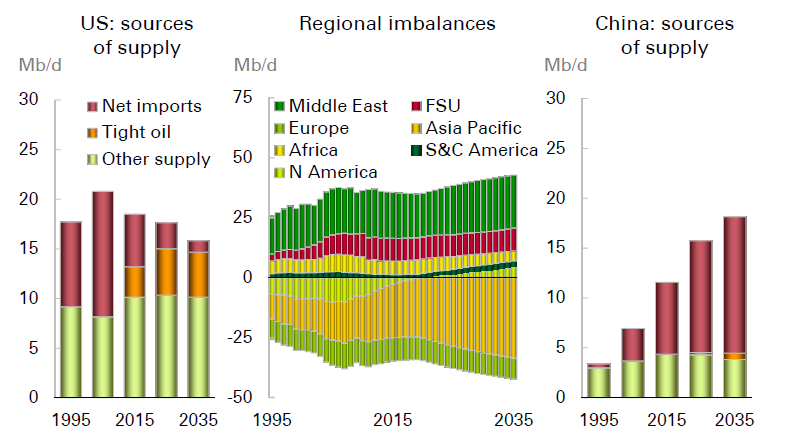 US: sources
of supply
Mb/d
30
25
20
15
10
5
0
Net imports
Tight oil
Other supply
1995 2015 2035
Regional imbalances
Mb/d
75
50
25
0
-25
-50
Middle East FSU
Europe Asia Pacific
Africa S&C America
N America
1995 2015 2035
China: sources
of supply
Mb/d
30
25
20
15
10
5
0
1995 2015 2035